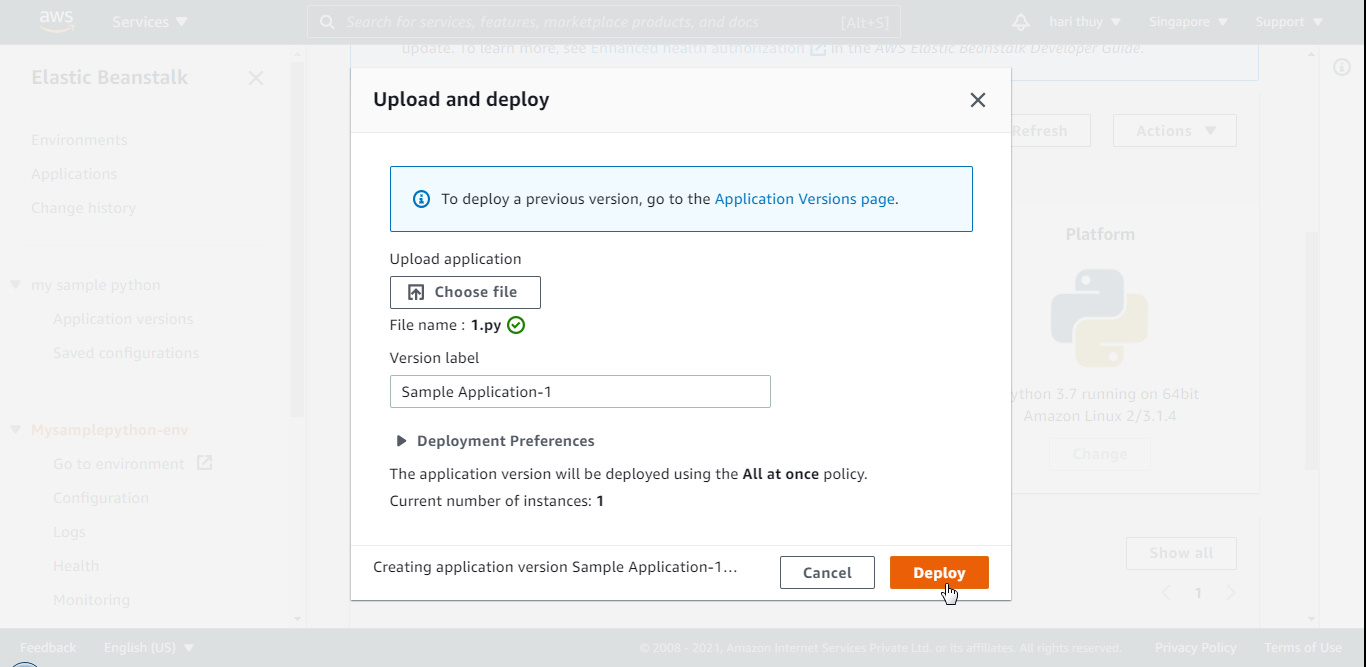 aws
Services ▼
Search for services, features, marketplace products, and docs [Alt+S]
hari thuy ▼
Singapore ▼
Support ▼
update. To learn more, see Enhanced health authorization in the AWS Elastic Beanstalk Developer Guide.
Elastic Beanstalk
Environments
Applications
Change history
my sample python
Application versions
Saved configurations
Mysamplepython-env
Go to environment
Configuration
Logs
Health
Monitoring
Upload and deploy
To deploy a previous version, go to the Application Versions page.
Upload application
Choose file
File name : 1.py
Version label
Sample Application-1
Deployment Preferences
The application version will be deployed using the All at once policy.
Current number of instances: 1
Creating application version Sample Application-1...
Cancel
Deploy
Refresh
Actions ▼
Platform
ython 3.7 running on 64bit
Amazon Linux 2/3.1.4
Change
Show all
1
Feedback
English (US) ▼
© 2008 - 2021, Amazon Internet Services Private Ltd. or its affiliates. All rights reserved.
Privacy Policy
Terms of Use